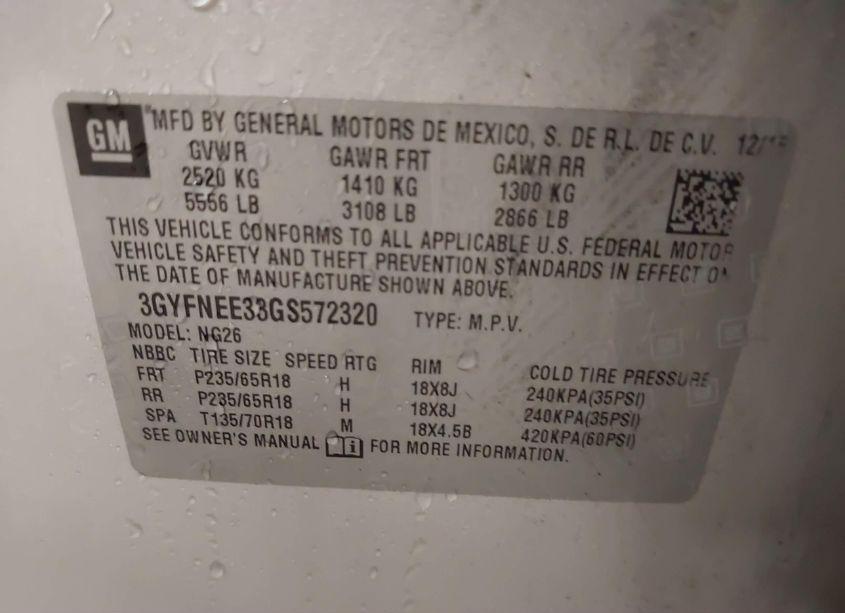 GM
MFD BY GENERAL MOTORS DE MEXICO, S. DE R.L. DE C.V.
GVWR GAWR FRT GAWR RR
2520 KG 1410 KG 1300 KG
5556 LB 3108 LB 2866 LB
THIS VEHICLE CONFORMS TO ALL APPLICABLE U.S. FEDERAL MOTOR
VEHICLE SAFETY AND THEFT PREVENTION STANDARDS IN EFFECT ON
THE DATE OF MANUFACTURE SHOWN ABOVE.
3GYFNEE33GS572320 TYPE: M.P.V.
MODEL: NG26
NBBC TIRE SIZE SPEED RTG RIM COLD TIRE PRESSURE
FRT P235/65R18 H 18X8J 240KPA(35PSI)
RR P235/65R18 H 18X8J 240KPA(35PSI)
SPA T135/70R18 M 18X4.5B 420KPA(60PSI)
SEE OWNER'S MANUAL FOR MORE INFORMATION.